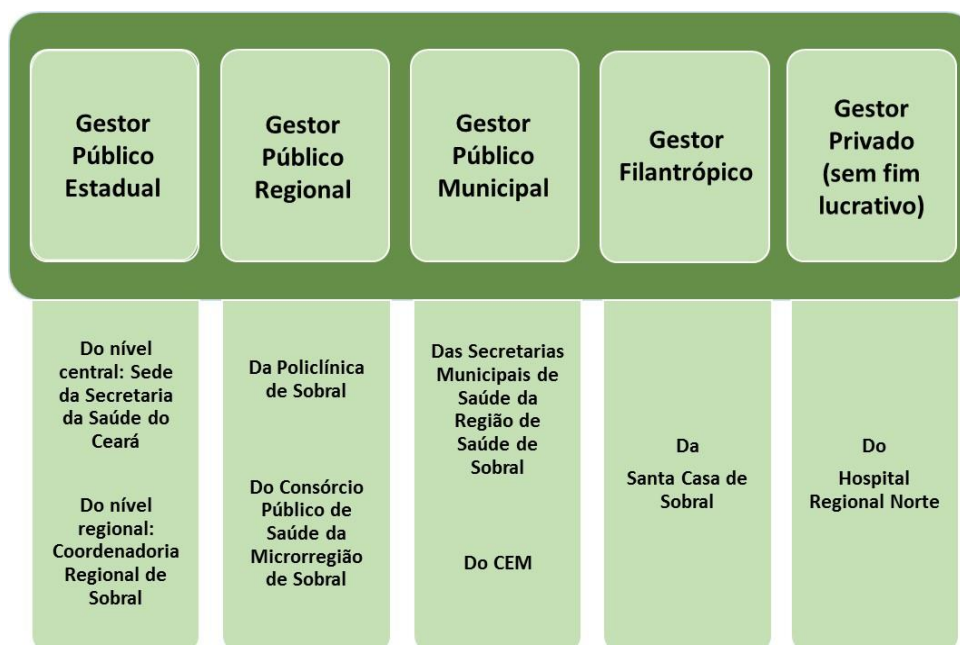 Gestor
Público
Estadual
Gestor
Público
Regional
Gestor
Público
Municipal
Gestor
Filantrópico
Gestor
Privado
(sem fim
lucrativo)
Do nível
central: Sede
da Secretaria
da Saúde do
Ceará
Do nível
regional:
Coordenadoria
Regional de
Sobral
Da Policlínica
de Sobral
Do Consórcio
Público de
Saúde da
Microrregião
de Sobral
Das Secretarias
Municipais de
Saúde da
Região de
Saúde de
Sobral
Do CEM
Da
Santa Casa de
Sobral
Do
Hospital
Regional Norte